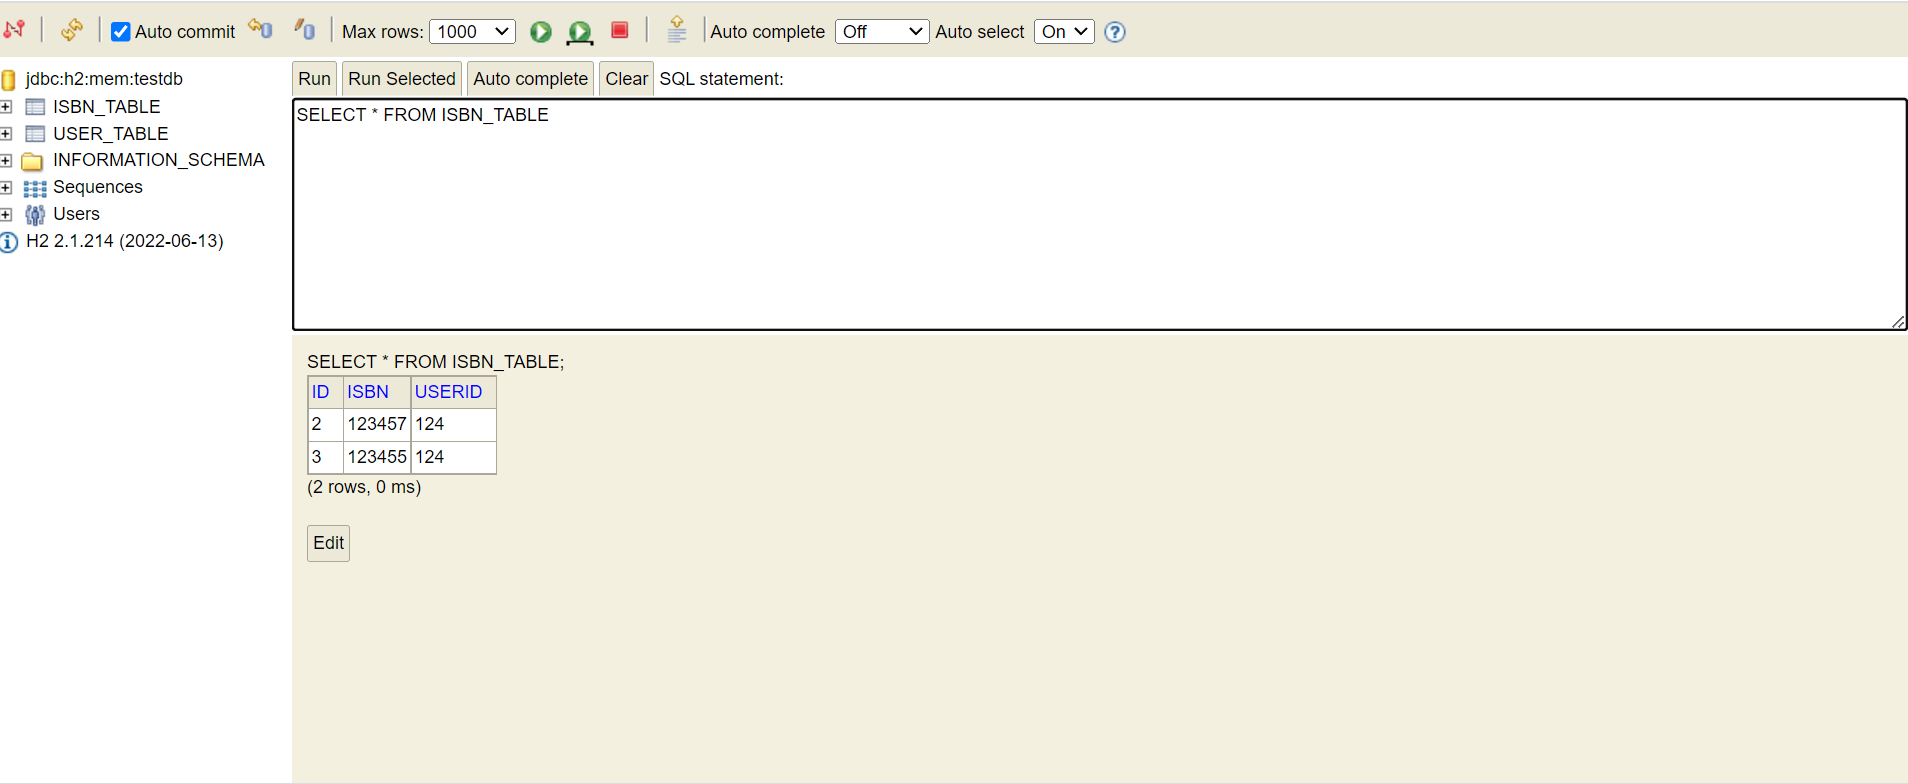 Auto commit Max rows: 1000 Auto complete Off Auto select On ?
jdbc:h2:mem:testdb
ISBN_TABLE
USER_TABLE
INFORMATION_SCHEMA
Sequences
Users
H2 2.1.214 (2022-06-13)
Run Run Selected Auto complete Clear SQL statement:
SELECT * FROM ISBN_TABLE
SELECT * FROM ISBN_TABLE;
ID ISBN USERID
2 123457 124
3 123455 124
(2 rows, 0 ms)
Edit